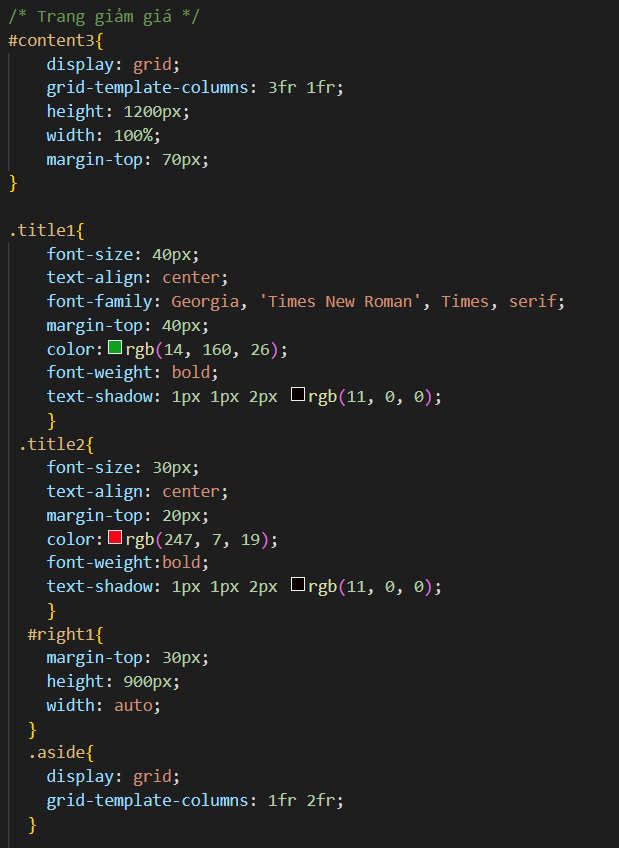 /* Trang giảm giá */
#content3{
    display: grid;
    grid-template-columns: 3fr 1fr;
    height: 1200px;
    width: 100%;
    margin-top: 70px;
}

.title1{
    font-size: 40px;
    text-align: center;
    font-family: Georgia, 'Times New Roman', Times, serif;
    margin-top: 40px;
    color: rgb(14, 160, 26);
    font-weight: bold;
    text-shadow: 1px 1px 2px rgb(11, 0, 0);
    }
 .title2{
    font-size: 30px;
    text-align: center;
    margin-top: 20px;
    color: rgb(247, 7, 19);
    font-weight:bold;
    text-shadow: 1px 1px 2px rgb(11, 0, 0);
    }
  #right1{
    margin-top: 30px;
    height: 900px;
    width: auto;
  }
  .aside{
    display: grid;
    grid-template-columns: 1fr 2fr;
  }